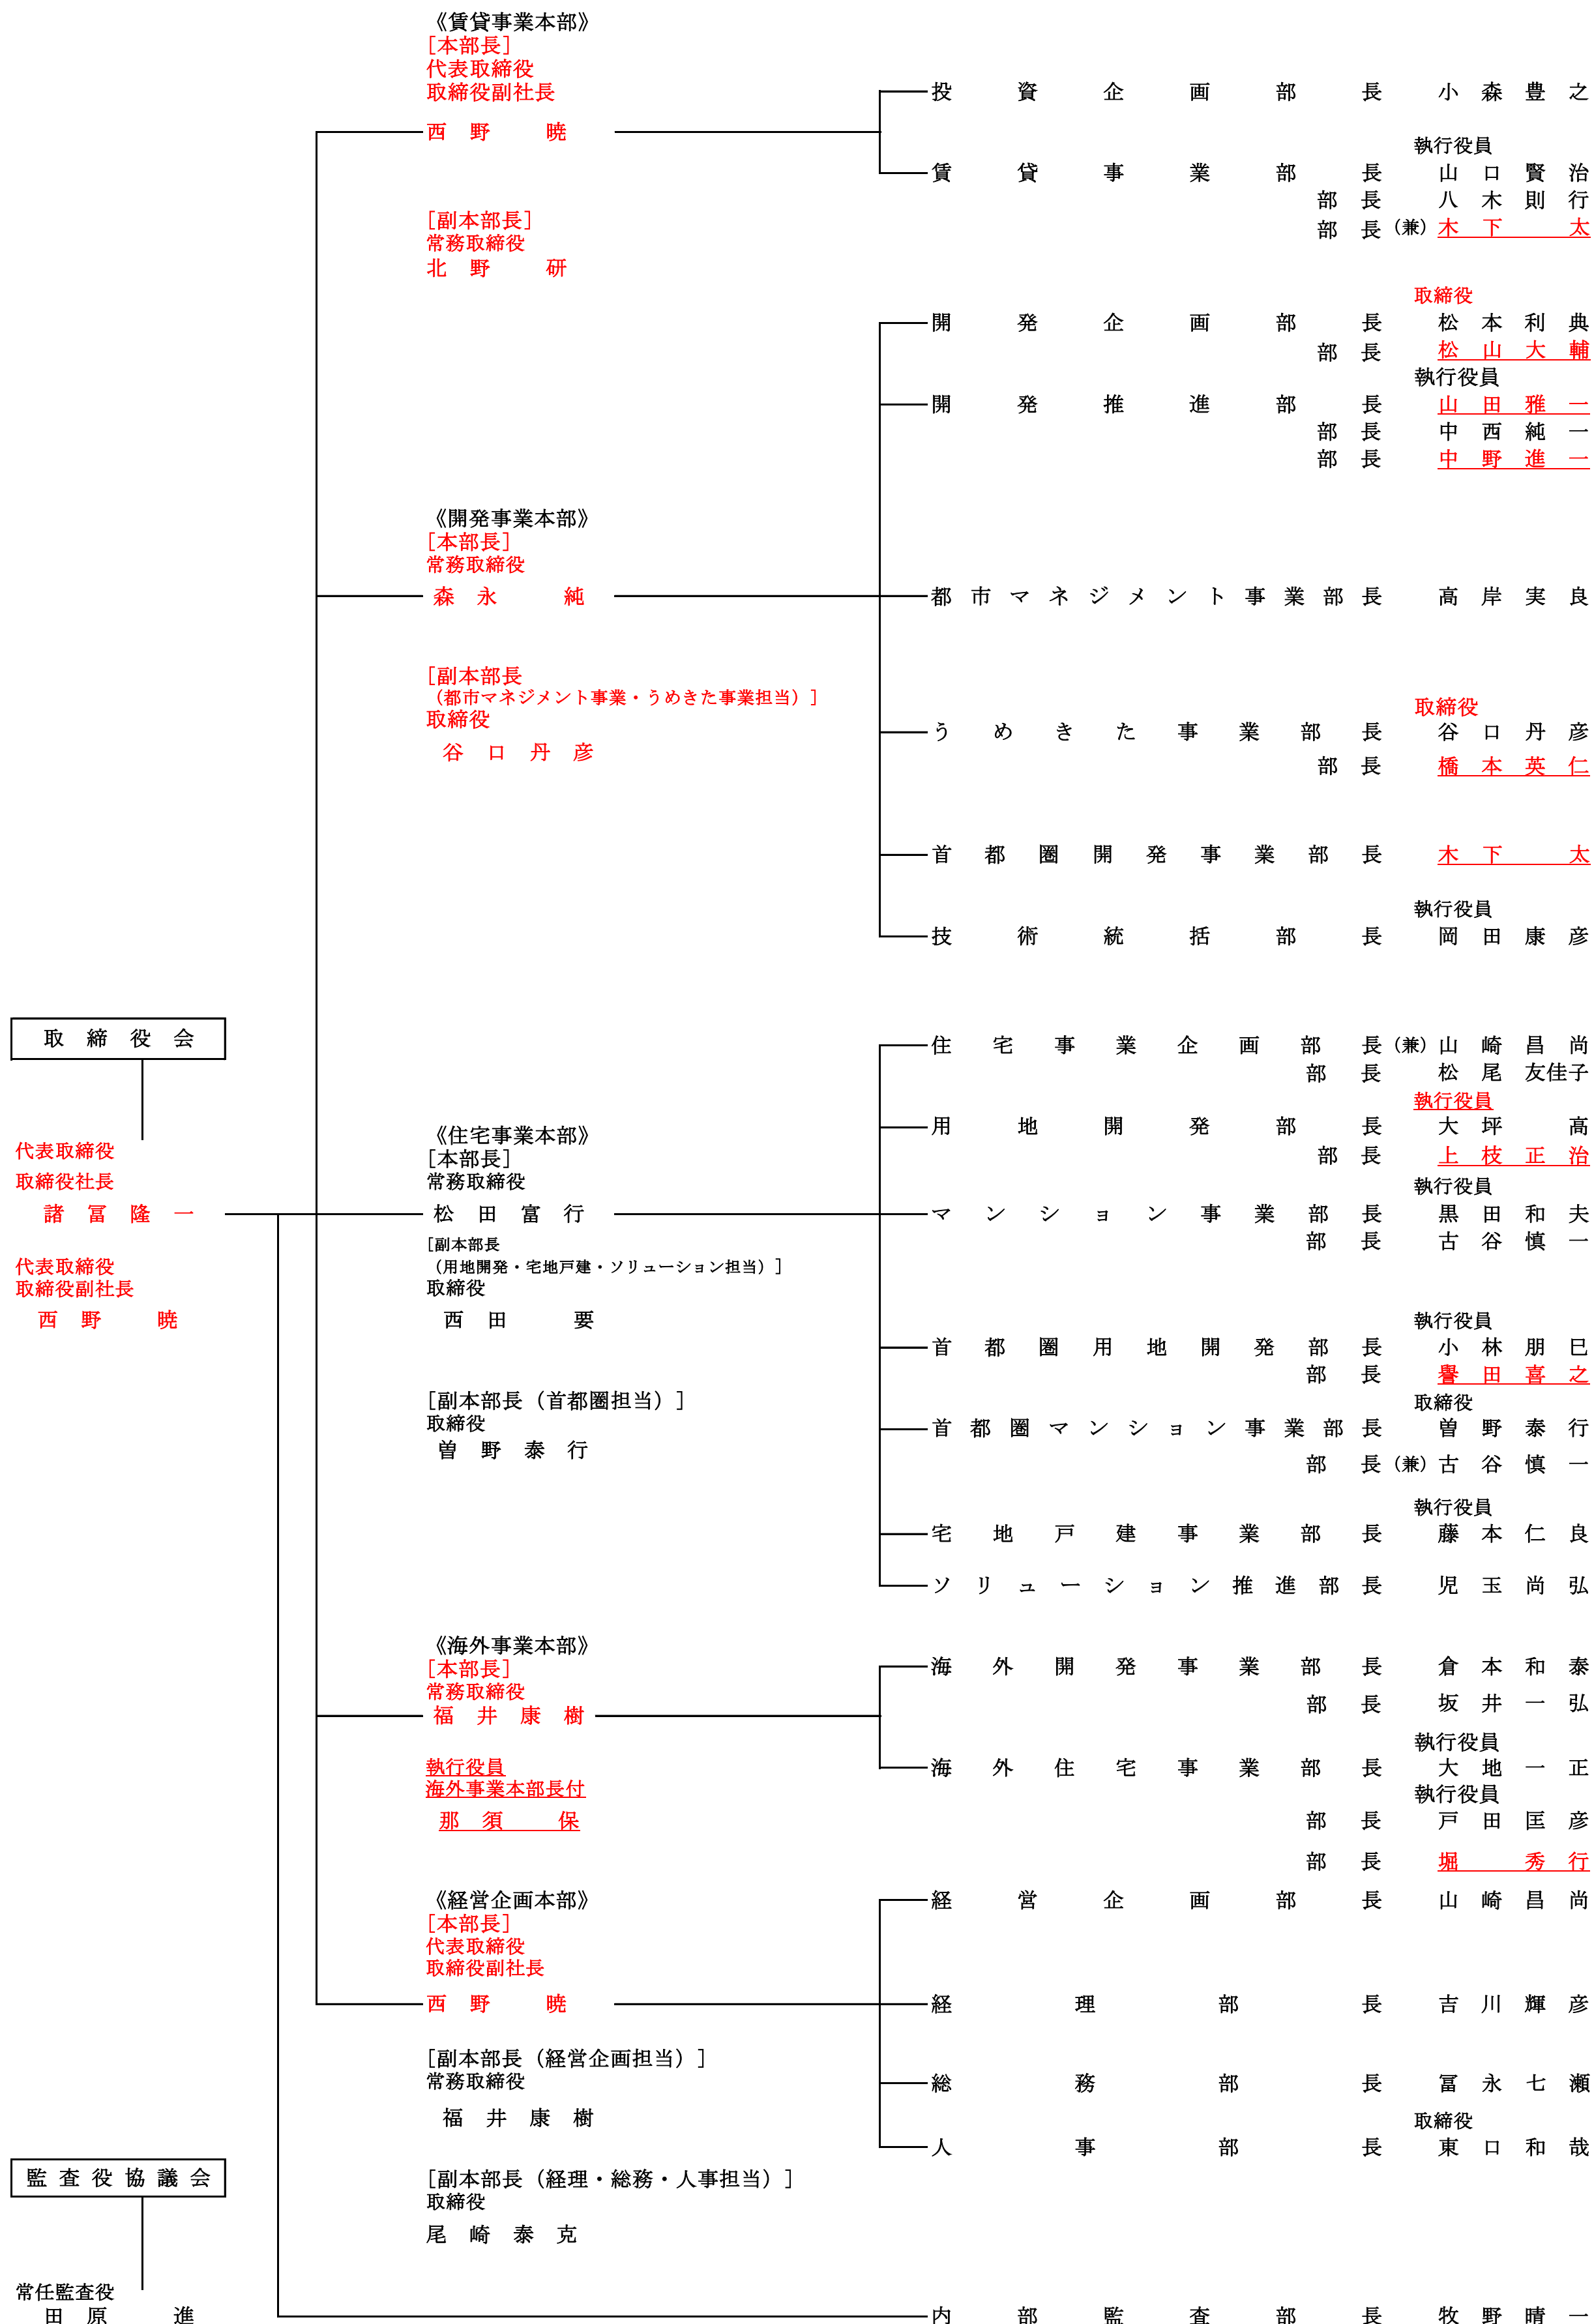 《賃貸事業本部》
［本部長］
代表取締役
取締役副社長
西野　暁
［副本部長］
常務取締役
北野　研
投資企画部長　小森豊之
執行役員
賃貸事業部長　山口賢治
部長　八木則行
部長（兼）木下　太
《開発事業本部》
［本部長］
常務取締役
森永　純
［副本部長
（都市マネジメント事業・うめきた事業担当）］
取締役
谷口丹彦
取締役
開発企画部長　松本利典
部長　松山大輔
執行役員
開発推進部長　山田雅一
部長　中西純一
部長　中野進一
都市マネジメント事業部長　高岸実良
取締役
うめきた事業部長　谷口丹彦
部長　橋本英仁
首都圏開発事業部長　木下　太
執行役員
技術統括部長　岡田康彦
取締役会
代表取締役
取締役社長
諸冨隆一
代表取締役
取締役副社長
西野　暁
《住宅事業本部》
［本部長］
常務取締役
松田富行
［副本部長
（用地開発・宅地戸建・ソリューション担当）］
取締役
西田　要
［副本部長（首都圏担当）］
取締役
曽野泰行
住宅事業企画部長（兼）山崎昌尚
部長　松尾友佳子
執行役員
用地開発部長　大坪　高
部長　上枝正治
執行役員
マンション事業部長　黒田和夫
部長　古谷慎一
執行役員
首都圏用地開発部長　小林朋巳
部長　譽田喜之
取締役
首都圏マンション事業部長　曽野泰行
部長（兼）古谷慎一
執行役員
宅地戸建事業部長　藤本仁良
ソリューション推進部長　児玉尚弘
《海外事業本部》
［本部長］
常務取締役
福井康樹
執行役員
海外事業本部長付
那須　保
海外開発事業部長　倉本和泰
部長　坂井一弘
執行役員
海外住宅事業部長　大地一正
執行役員
部長　戸田匡彦
部長　堀　秀行
《経営企画本部》
［本部長］
代表取締役
取締役副社長
西野　暁
［副本部長（経営企画担当）］
常務取締役
福井康樹
［副本部長（経理・総務・人事担当）］
取締役
尾崎泰克
経営企画部長　山崎昌尚
経理部長　吉川輝彦
総務部長　冨永七瀬
取締役
人事部長　東口和哉
監査役協議会
常任監査役
田原　進
内部監査部長　牧野晴一